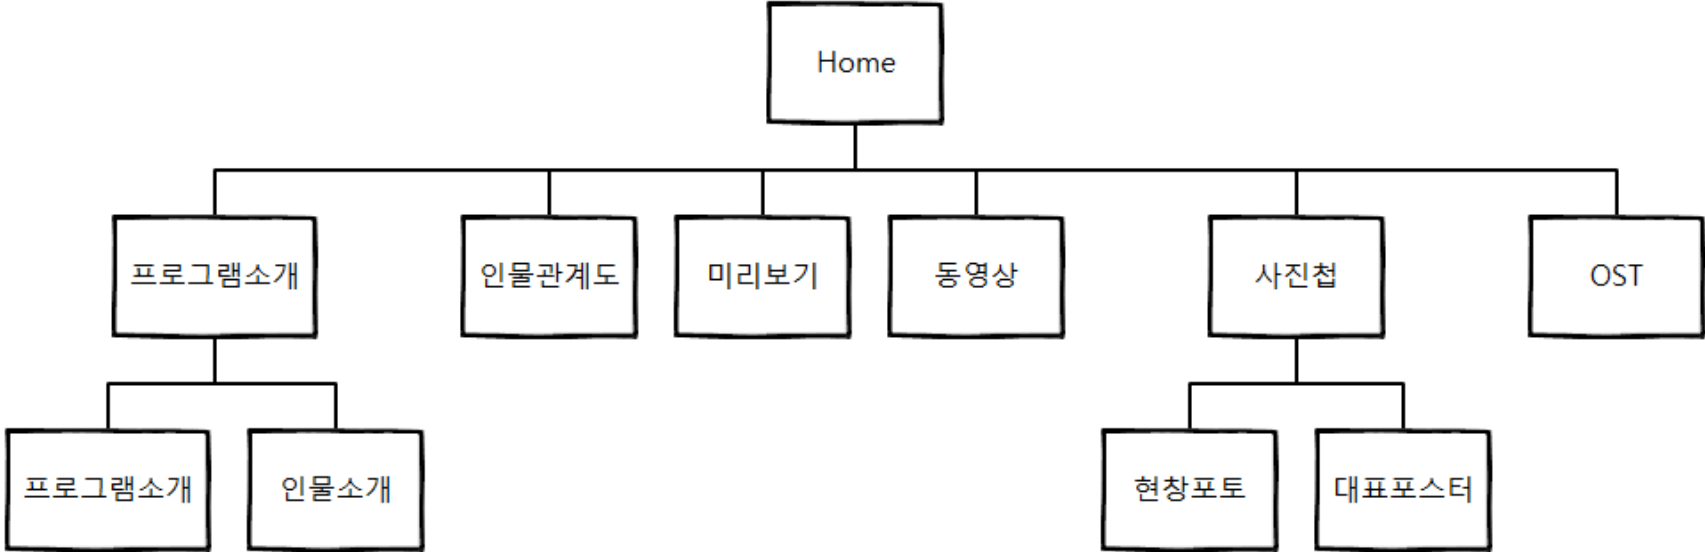 Home
프로그램소개
인물관계도
미리보기
동영상
사진첩
OST
프로그램소개
인물소개
현창포토
대표포스터